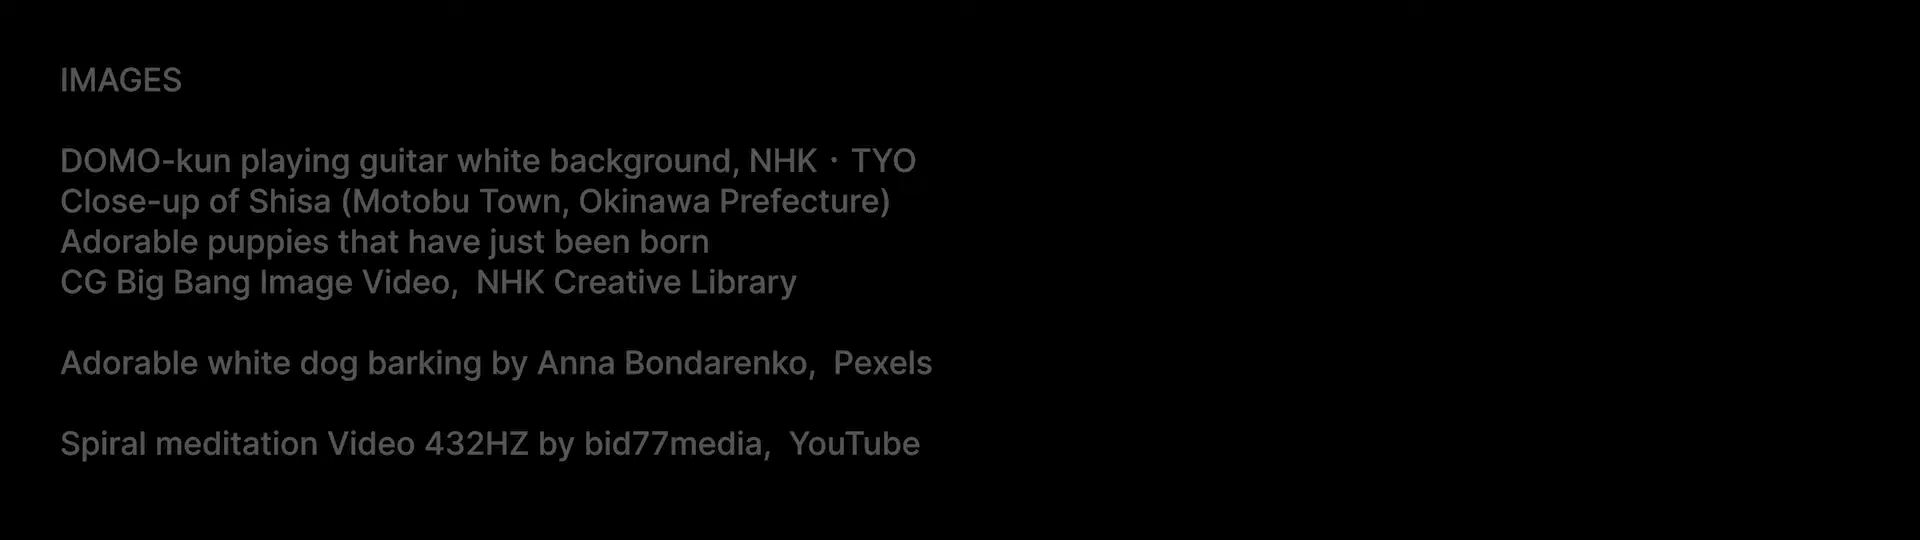 IMAGES
DOMO-kun playing guitar white background, NHK・TYO
Close-up of Shisa (Motobu Town, Okinawa Prefecture)
Adorable puppies that have just been born
CG Big Bang Image Video,  NHK Creative Library
Adorable white dog barking by Anna Bondarenko,  Pexels
Spiral meditation Video 432HZ by bid77media,  YouTube